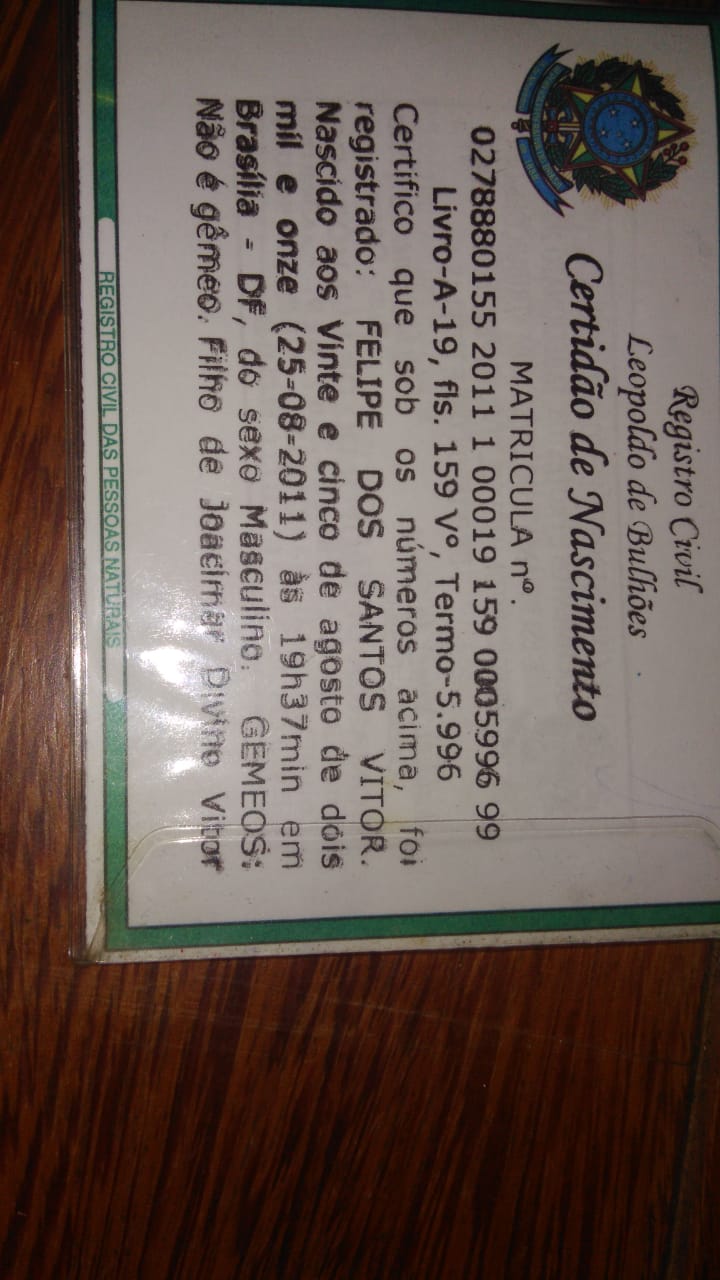 Registro Civil
Leopoldo de Bulhões
Certidão de Nascimento
MATRICULA nº.
0278880155 2011 1 00019 159 0005996 99
Livro-A-19, fls. 159 Vº, Termo-5.996
Certifico que sob os números acima, foi
registrado: FELIPE DOS SANTOS VITOR.
Nascido aos Vinte e cinco de agosto de dois
mil e onze (25-08-2011) às 19h37min em
Brasília - DF, do sexo Masculino. GEMEOS:
Não é gêmeo. Filho de Joacimar Divino Vitor
REGISTRO CIVIL DAS PESSOAS NATURAIS